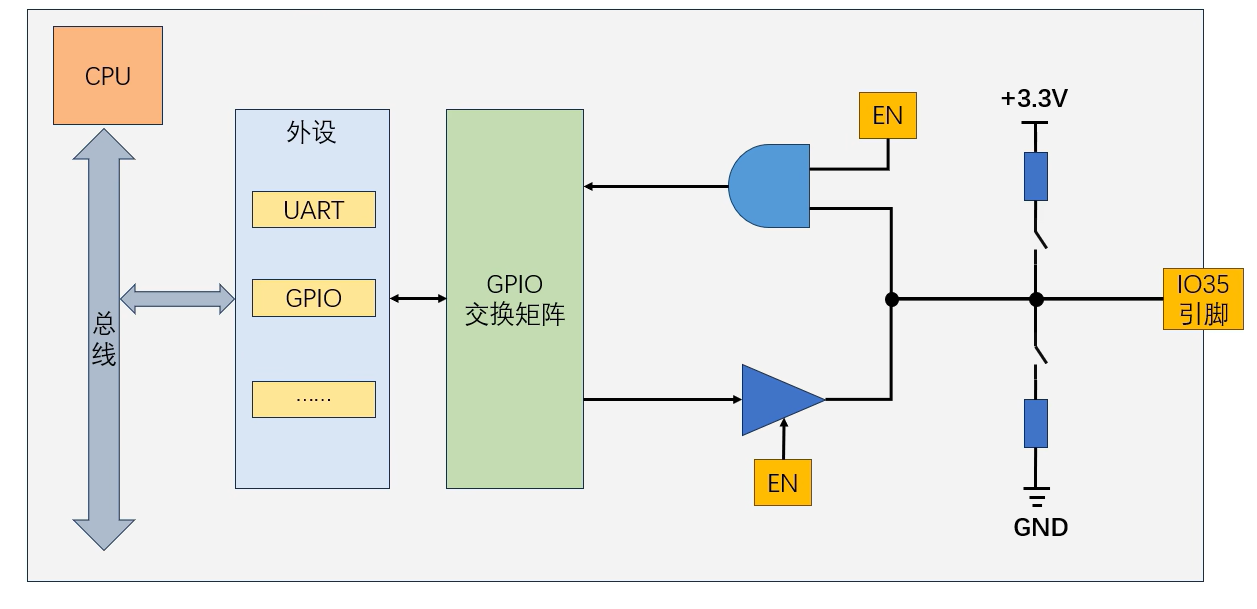 CPU
总
线
外设
UART
GPIO
……
GPIO
交换矩阵
EN
EN
+3.3V
GND
IO35
引脚